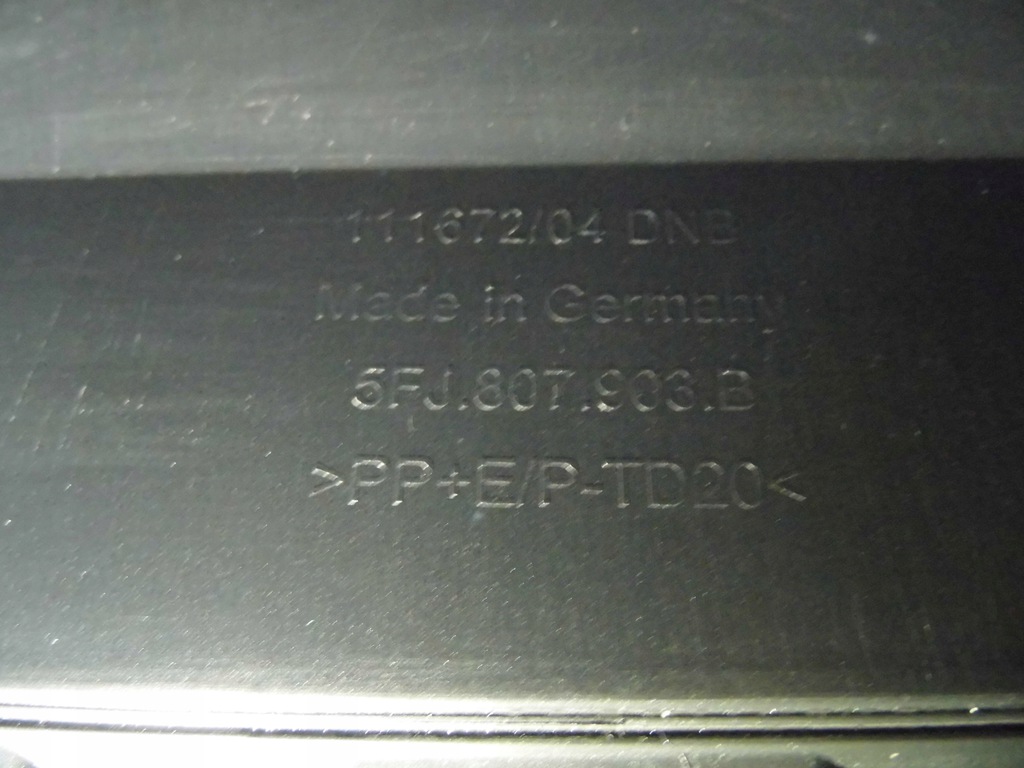 111672/04 DNB
Made in Germany
5FJ.807.903.B
>PP+E/P-TD20<